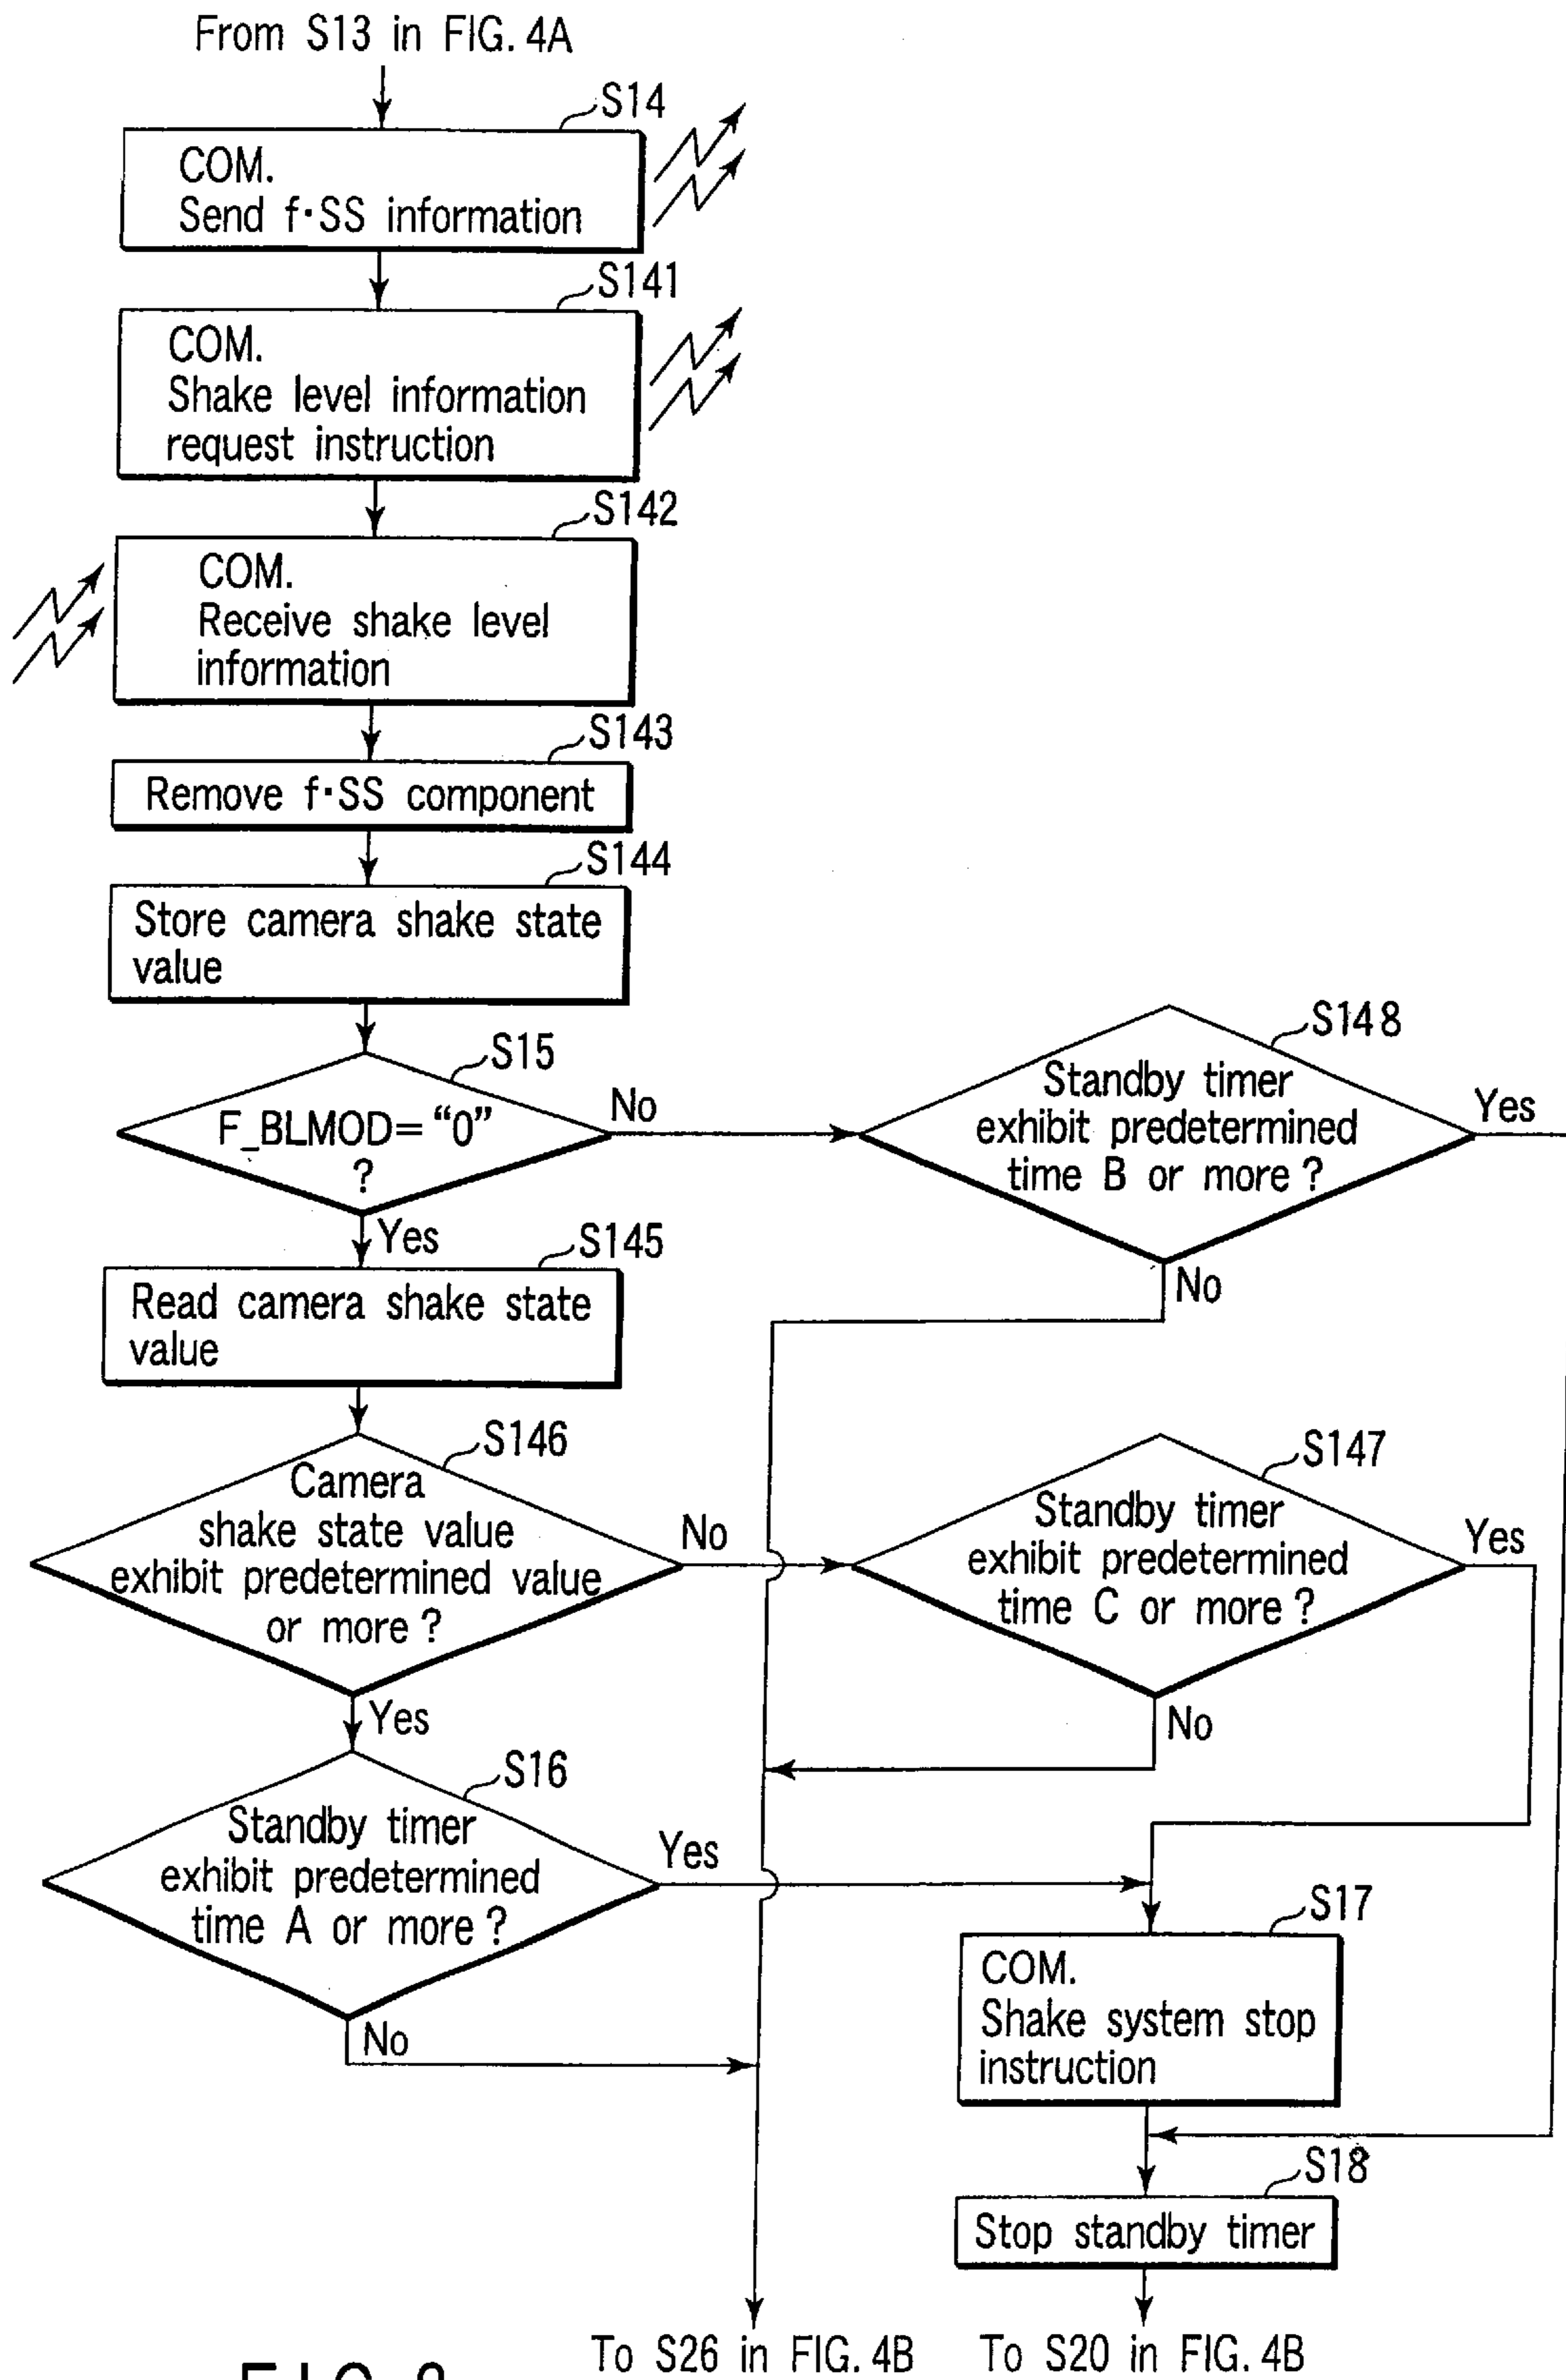 From S13 in FIG. 4A
S14
COM.
Send f·SS information
S141
COM.
Shake level information
request instruction
S142
COM.
Receive shake level
information
S143
Remove f·SS component
S144
Store camera shake state
value
S15
F_BLMOD= “0”
?
No
Yes
S148
Standby timer
exhibit predetermined
time B or more ?
Yes
No
S145
Read camera shake state
value
S146
Camera
shake state value
exhibit predetermined value
or more ?
No
Yes
S147
Standby timer
exhibit predetermined
time C or more ?
Yes
No
S16
Standby timer
exhibit predetermined
time A or more ?
Yes
No
S17
COM.
Shake system stop
instruction
S18
Stop standby timer
To S26 in FIG. 4B
To S20 in FIG. 4B